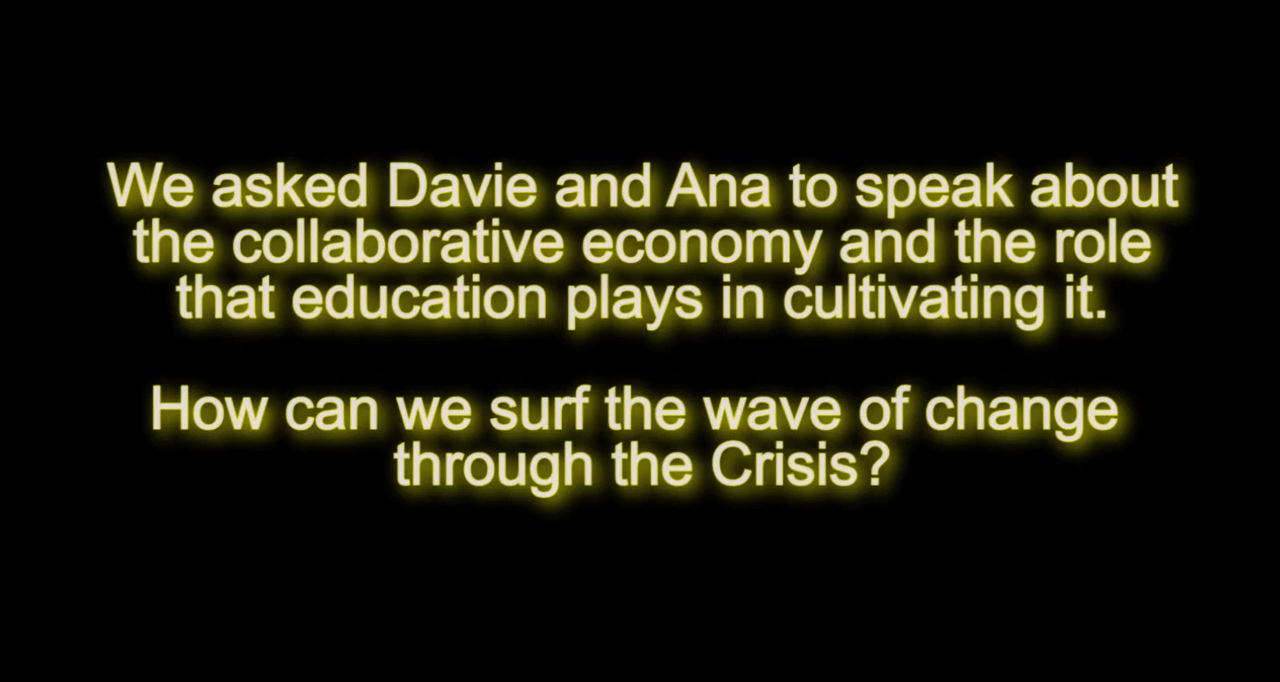 We asked Davie and Ana to speak about
the collaborative economy and the role
that education plays in cultivating it.
How can we surf the wave of change
through the Crisis?